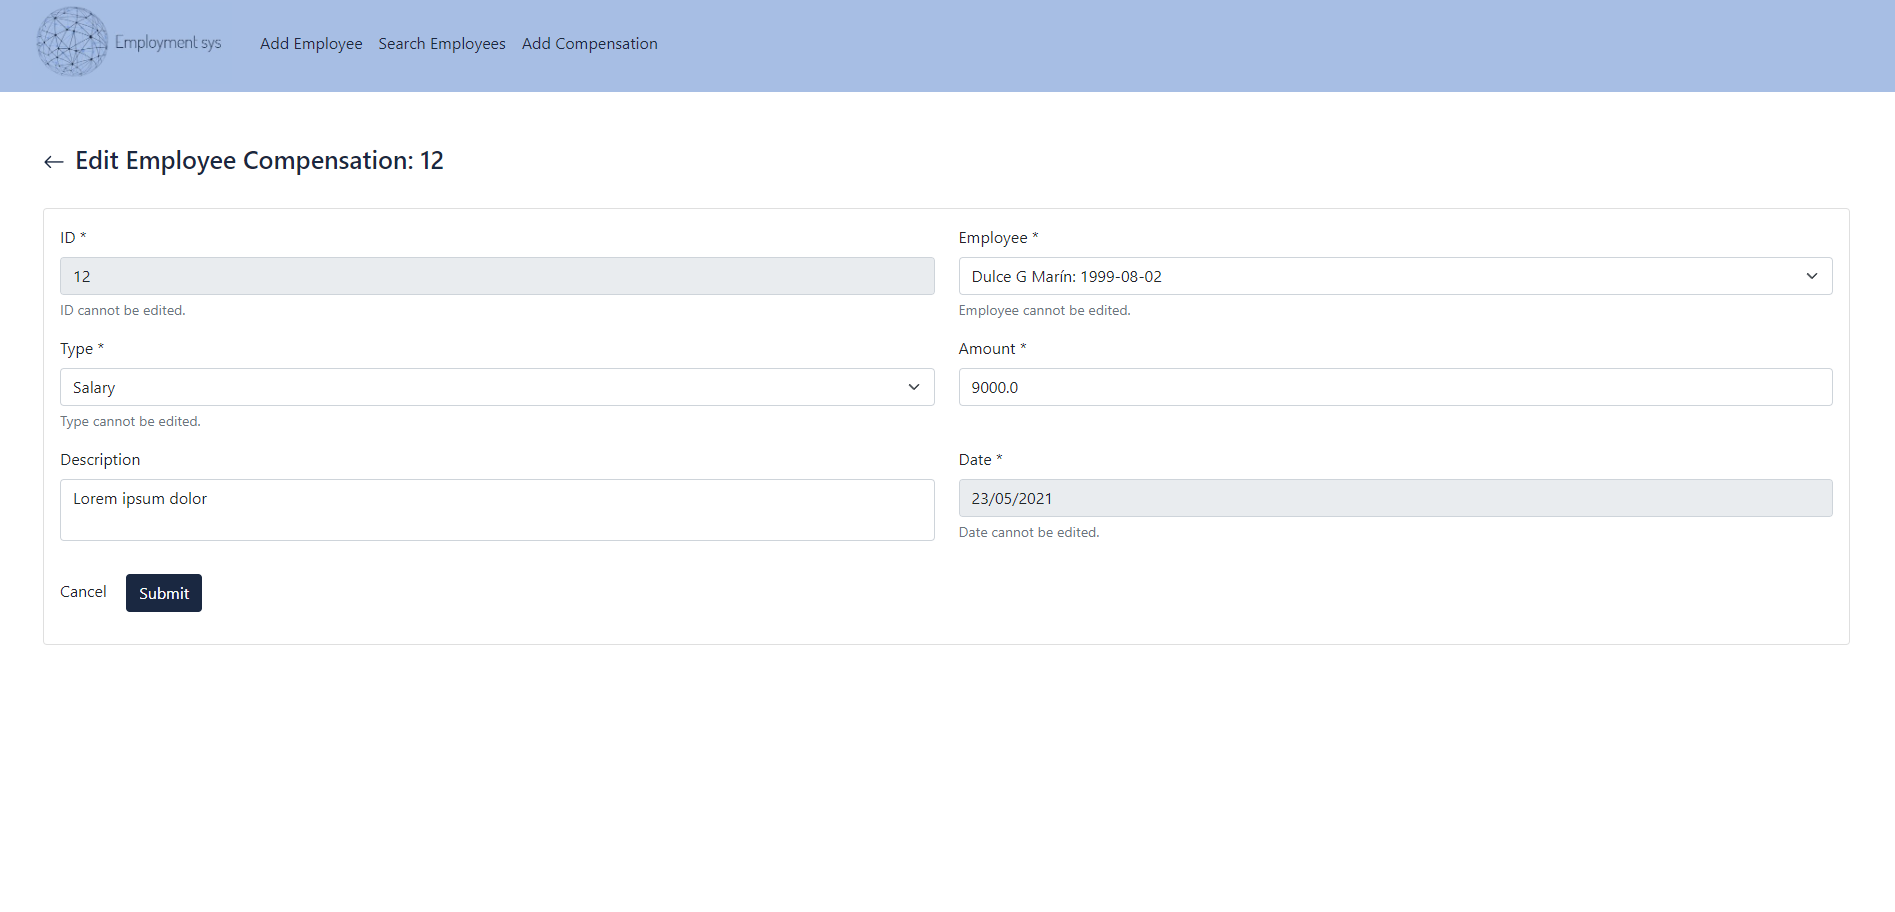 Employment sys
Add Employee Search Employees Add Compensation
Edit Employee Compensation: 12
ID *
12
ID cannot be edited.
Employee *
Dulce G Marín: 1999-08-02
Employee cannot be edited.
Type *
Salary
Type cannot be edited.
Amount *
9000.0
Description
Lorem ipsum dolor
Date *
23/05/2021
Date cannot be edited.
Cancel Submit